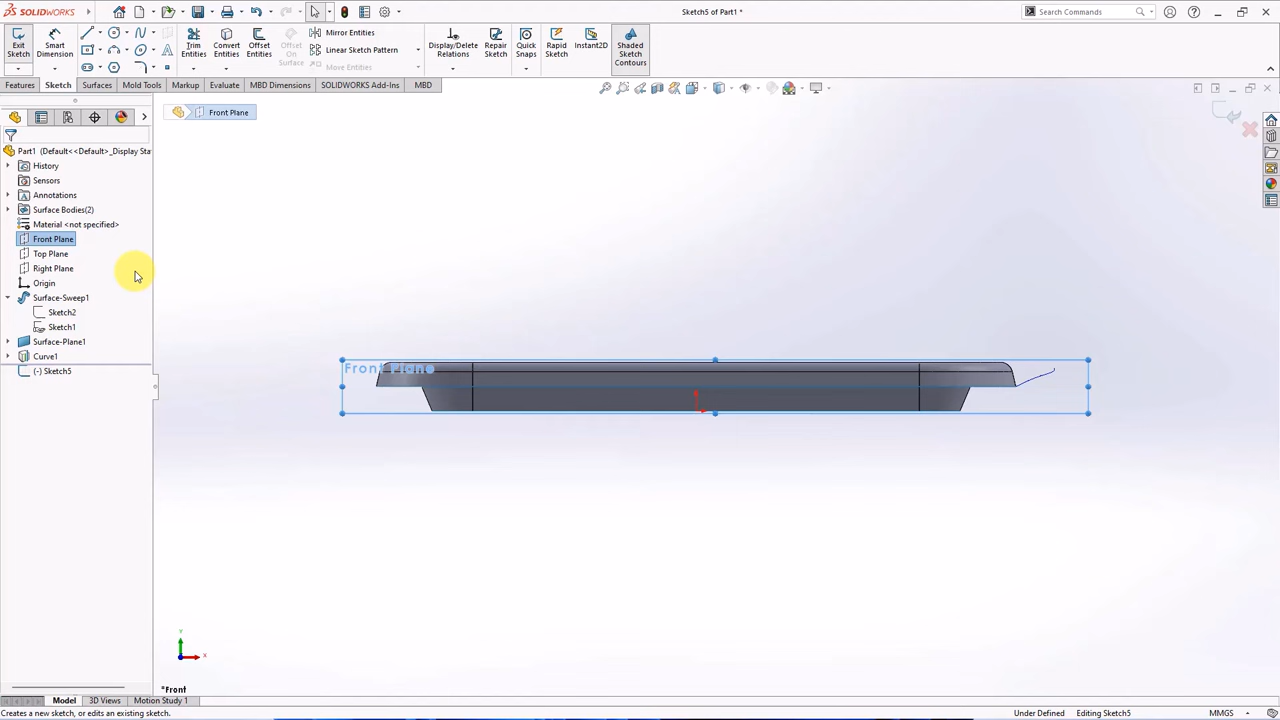 SOLIDWORKS
Sketch5 of Part1 *
Search Commands
Exit Sketch
Smart Dimension
Trim Entities
Convert Entities
Offset Entities
Offset On Surface
Mirror Entities
Linear Sketch Pattern
Move Entities
Display/Delete Relations
Repair Sketch
Quick Snaps
Rapid Sketch
Instant2D
Shaded Sketch Contours
Features
Sketch
Surfaces
Mold Tools
Markup
Evaluate
MBD Dimensions
SOLIDWORKS Add-Ins
MBD
Front Plane
Part1 (Default<<Default>_Display Sta
History
Sensors
Annotations
Surface Bodies(2)
Material <not specified>
Front Plane
Top Plane
Right Plane
Origin
Surface-Sweep1
Sketch2
Sketch1
Surface-Plane1
Curve1
(-) Sketch5
Front Plane
Y
X
*Front
Model
3D Views
Motion Study 1
Creates a new sketch, or edits an existing sketch.
Under Defined
Editing Sketch5
MMGS